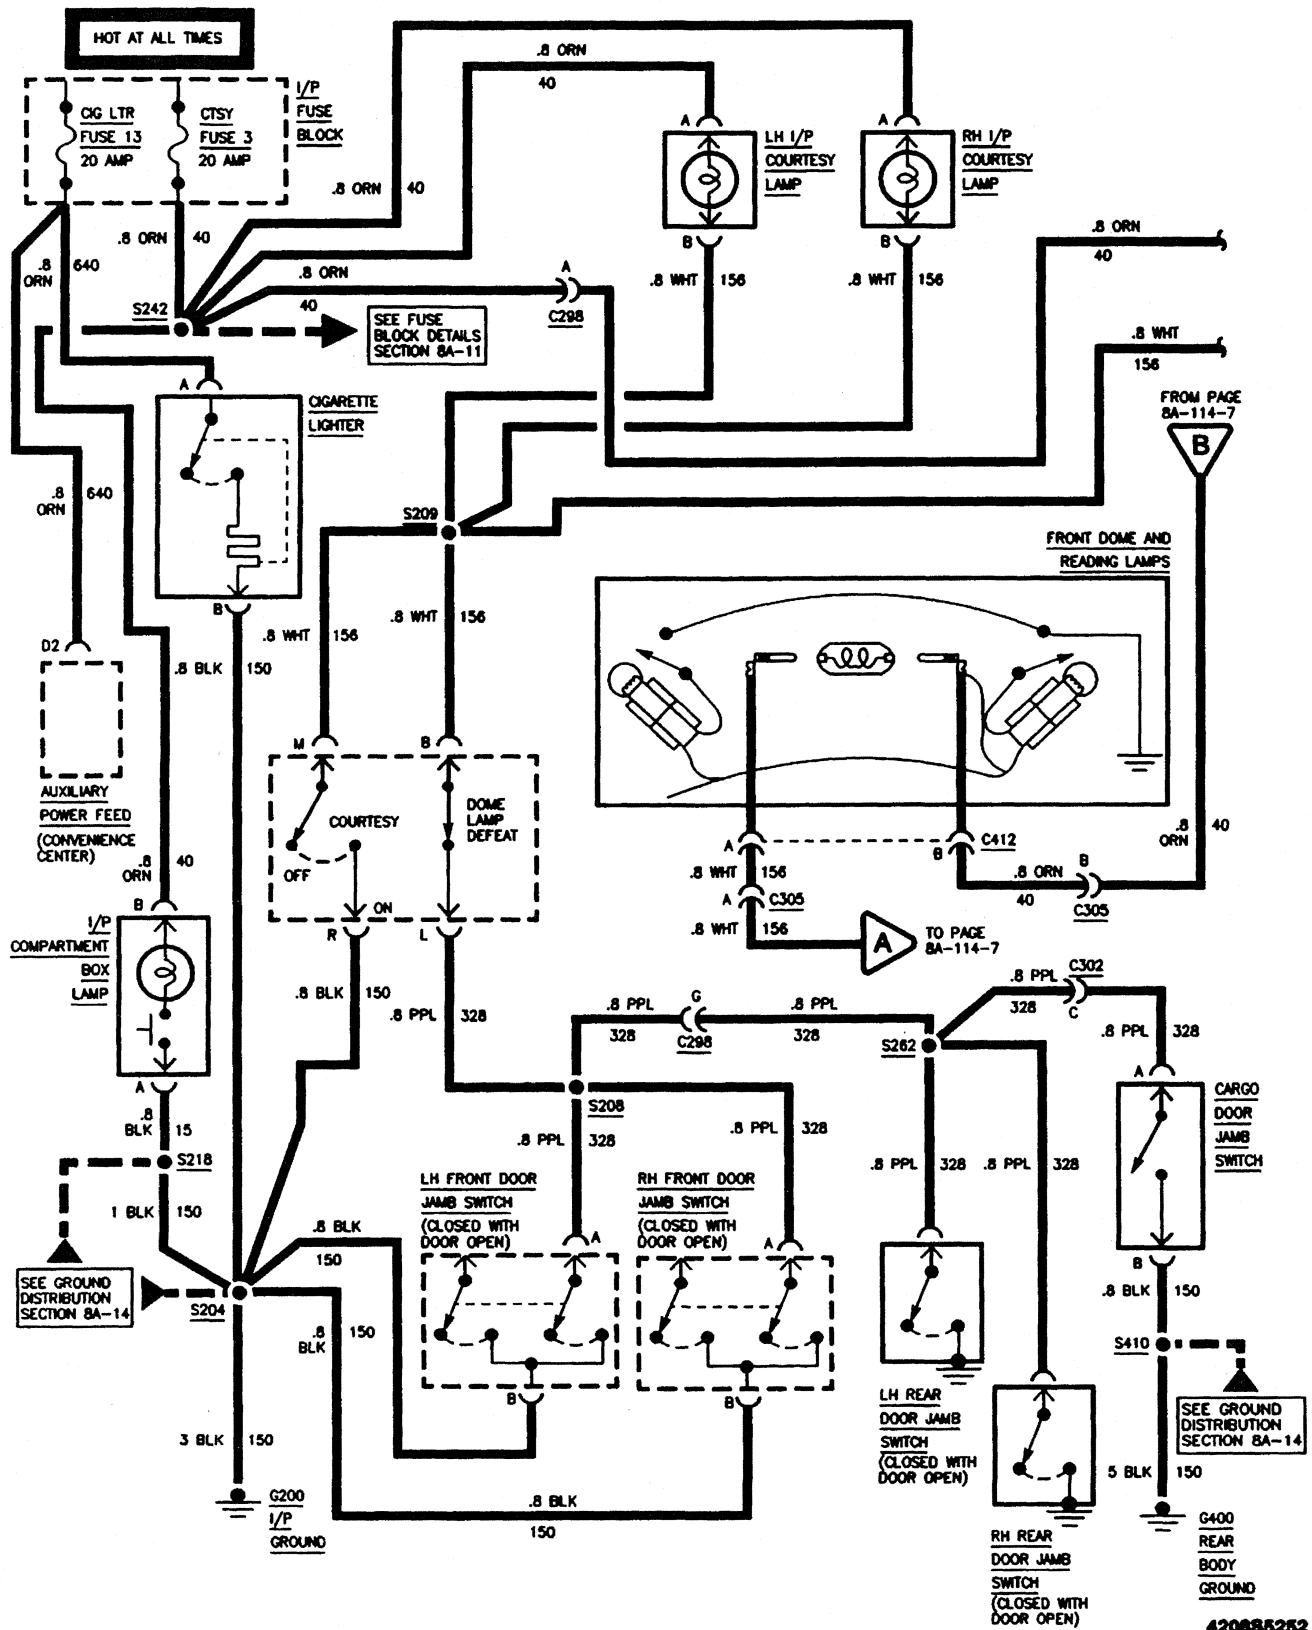 HOT AT ALL TIMES
I/P
FUSE
BLOCK
CIG LTR
FUSE 13
20 AMP
CTSY
FUSE 3
20 AMP
.8 ORN
40
.8 ORN 40
.8 ORN 40
.8
ORN
640
S242
.8 ORN
40
A
C298
SEE FUSE
BLOCK DETAILS
SECTION 8A-11
A
LH I/P
COURTESY
LAMP
B
.8 WHT 156
A
RH I/P
COURTESY
LAMP
B
.8 WHT 156
.8 ORN
40
.8 WHT
156
FROM PAGE
8A-114-7
B
A
CIGARETTE
LIGHTER
B
.8
ORN
640
S209
.8 WHT 156
.8 WHT 156
.8 BLK 150
D2
AUXILIARY
POWER FEED
(CONVENIENCE
CENTER)
FRONT DOME AND
READING LAMPS
M
B
COURTESY
OFF
ON
DOME
LAMP
DEFEAT
R
L
.8
ORN
40
A
B
C412
.8 WHT 156
A
C305
.8 WHT 156
.8 ORN
40
B
C305
A
TO PAGE
8A-114-7
.8
ORN
40
B
I/P
COMPARTMENT
BOX
LAMP
A
.8
BLK
15
S218
1 BLK 150
.8 BLK 150
.8 PPL 328
.8 PPL
328
G
C298
.8 PPL
328
S262
.8 PPL
328
C302
C
.8 PPL 328
S208
.8 PPL 328
.8 PPL 328
.8 PPL 328
.8 PPL 328
A
CARGO
DOOR
JAMB
SWITCH
B
.8 BLK 150
S410
SEE GROUND
DISTRIBUTION
SECTION 8A-14
5 BLK 150
G400
REAR
BODY
GROUND
LH FRONT DOOR
JAMB SWITCH
(CLOSED WITH
DOOR OPEN)
A
B
RH FRONT DOOR
JAMB SWITCH
(CLOSED WITH
DOOR OPEN)
A
B
.8 BLK
150
SEE GROUND
DISTRIBUTION
SECTION 8A-14
S204
.8
BLK
150
3 BLK 150
G200
I/P
GROUND
.8 BLK
150
LH REAR
DOOR JAMB
SWITCH
(CLOSED WITH
DOOR OPEN)
RH REAR
DOOR JAMB
SWITCH
(CLOSED WITH
DOOR OPEN)
4206S5252